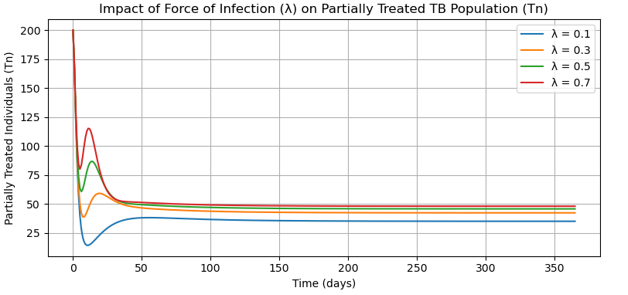 Impact of Force of Infection (λ) on Partially Treated TB Population (Tn)
Partially Treated Individuals (Tn)
200
175
150
125
100
75
50
25
λ = 0.1
λ = 0.3
λ = 0.5
λ = 0.7
0
50
100
150
200
250
300
350
Time (days)